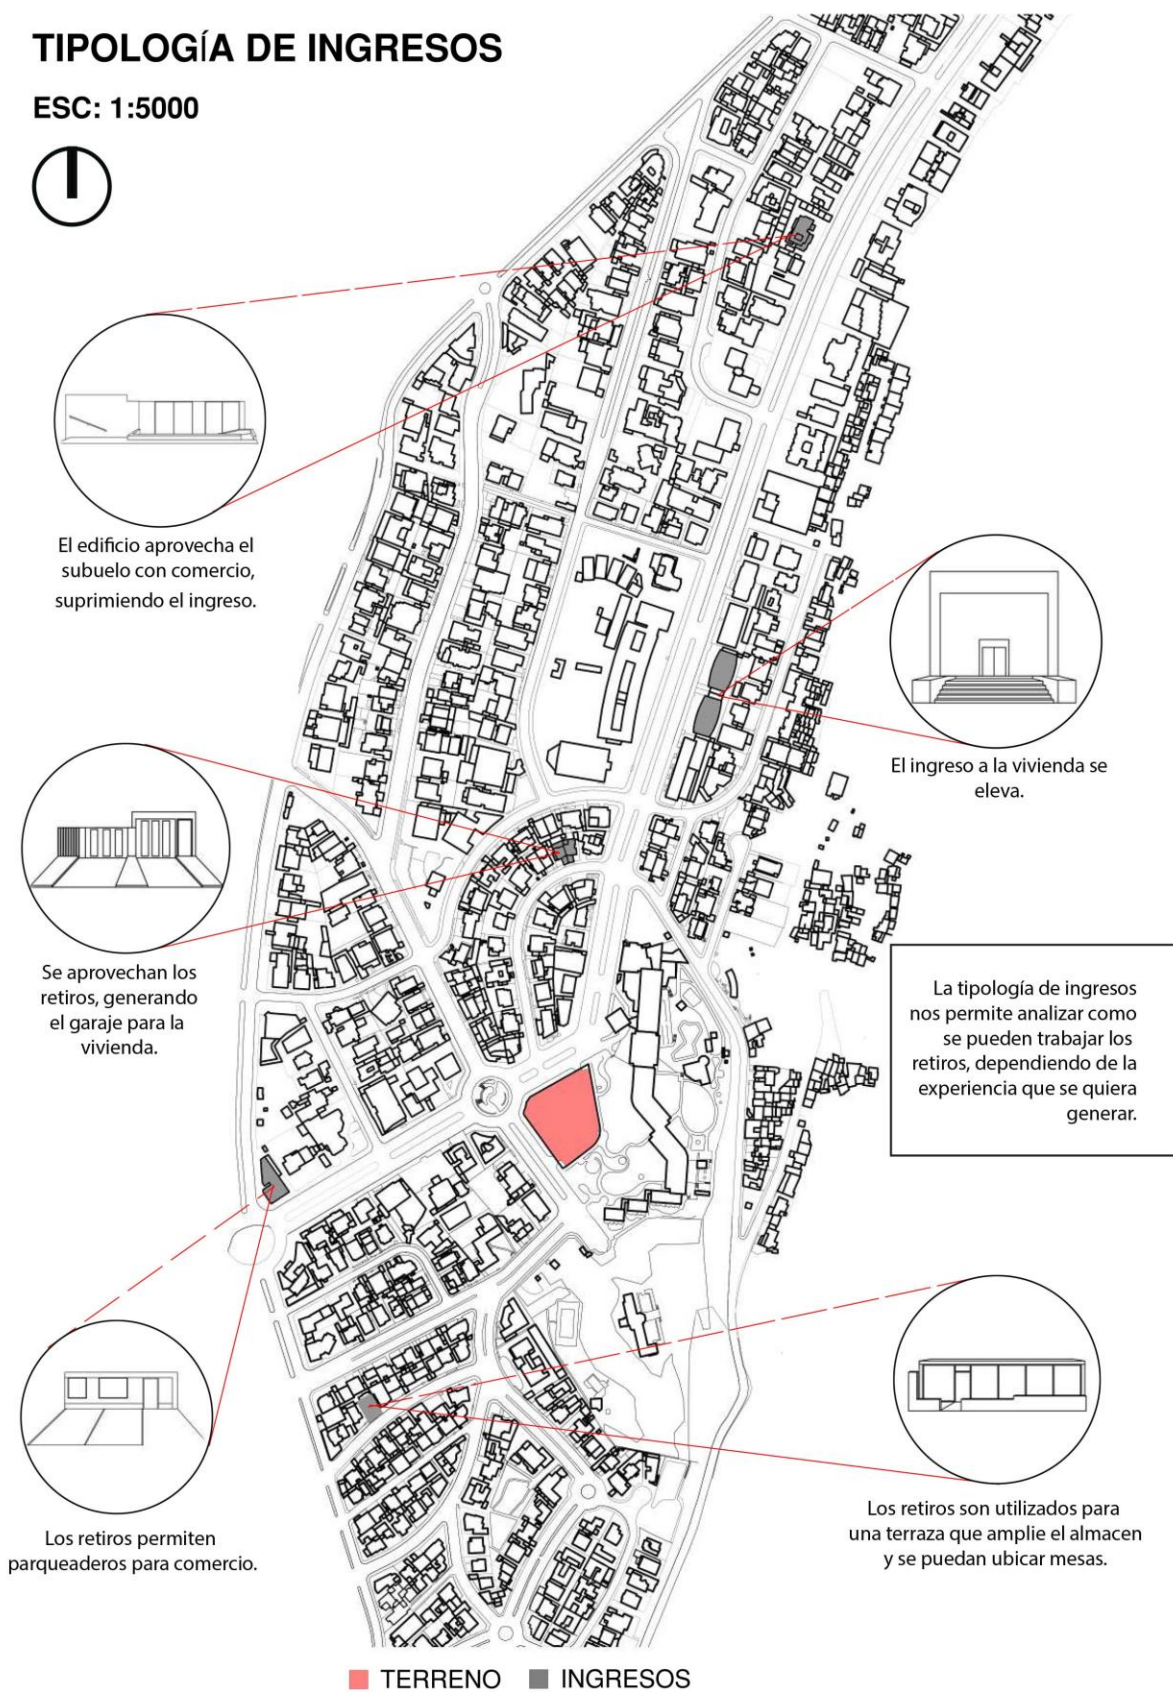 TIPOLOGÍA DE INGRESOS
ESC: 1:5000
El edificio aprovecha el
subuelo con comercio,
suprimiendo el ingreso.
El ingreso a la vivienda se
eleva.
Se aprovechan los
retiros, generando
el garaje para la
vivienda.
La tipología de ingresos
nos permite analizar como
se pueden trabajar los
retiros, dependiendo de la
experiencia que se quiera
generar.
Los retiros permiten
parqueaderos para comercio.
Los retiros son utilizados para
una terraza que amplie el almacen
y se puedan ubicar mesas.
TERRENO
INGRESOS